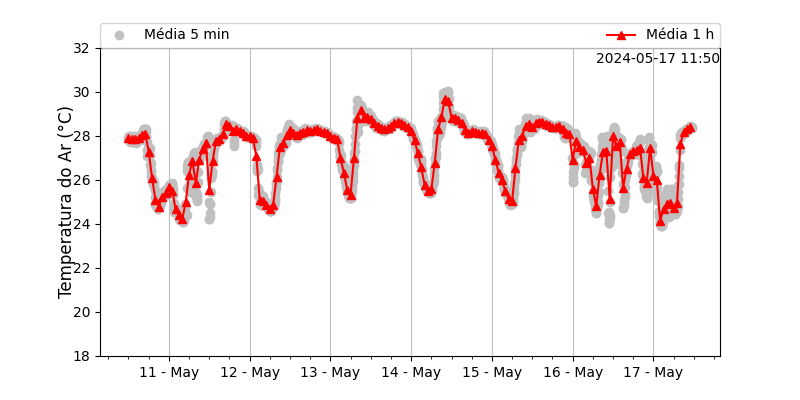 Média 5 min
Média 1 h
2024-05-17 11:50
Temperatura do Ar (°C)
32
30
28
26
24
22
20
18
11 - May
12 - May
13 - May
14 - May
15 - May
16 - May
17 - May